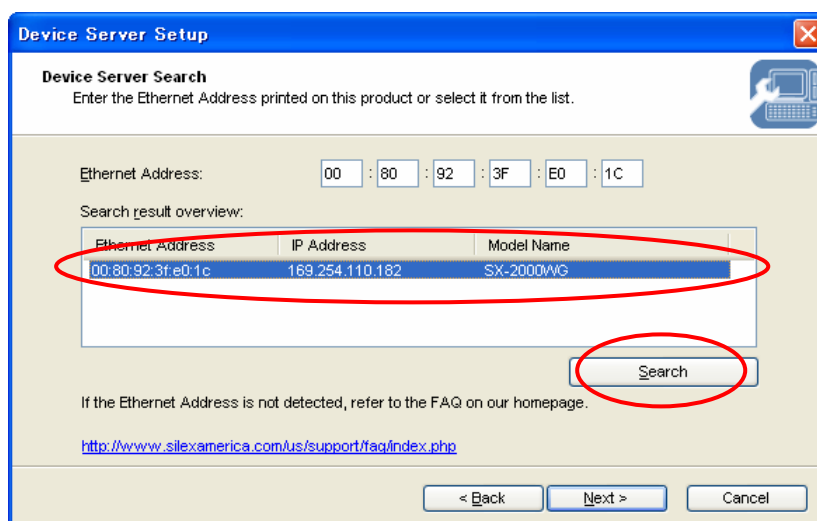 Device Server Setup
Device Server Search
Enter the Ethernet Address printed on this product or select it from the list.
Ethernet Address: 00 : 80 : 92 : 3F : E0 : 1C
Search result overview:
Ethernet Address IP Address Model Name
00:80:92:3f:e0:1c 169.254.110.182 SX-2000WG
Search
If the Ethernet Address is not detected, refer to the FAQ on our homepage.
http://www.silexamerica.com/us/support/faq/index.php
< Back Next > Cancel